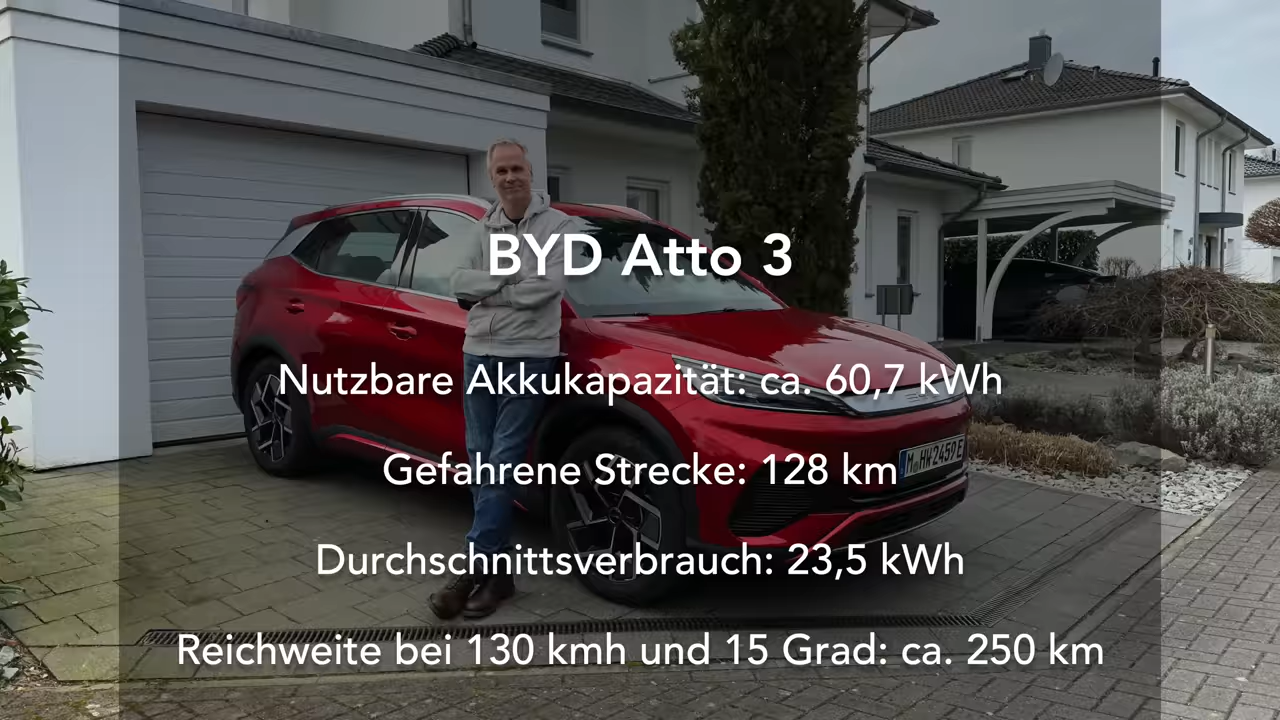 BYD Atto 3
Nutzbare Akkukapazität: ca. 60,7 kWh
Gefahrene Strecke: 128 km
M HW2459E
Durchschnittsverbrauch: 23,5 kWh
Reichweite bei 130 kmh und 15 Grad: ca. 250 km